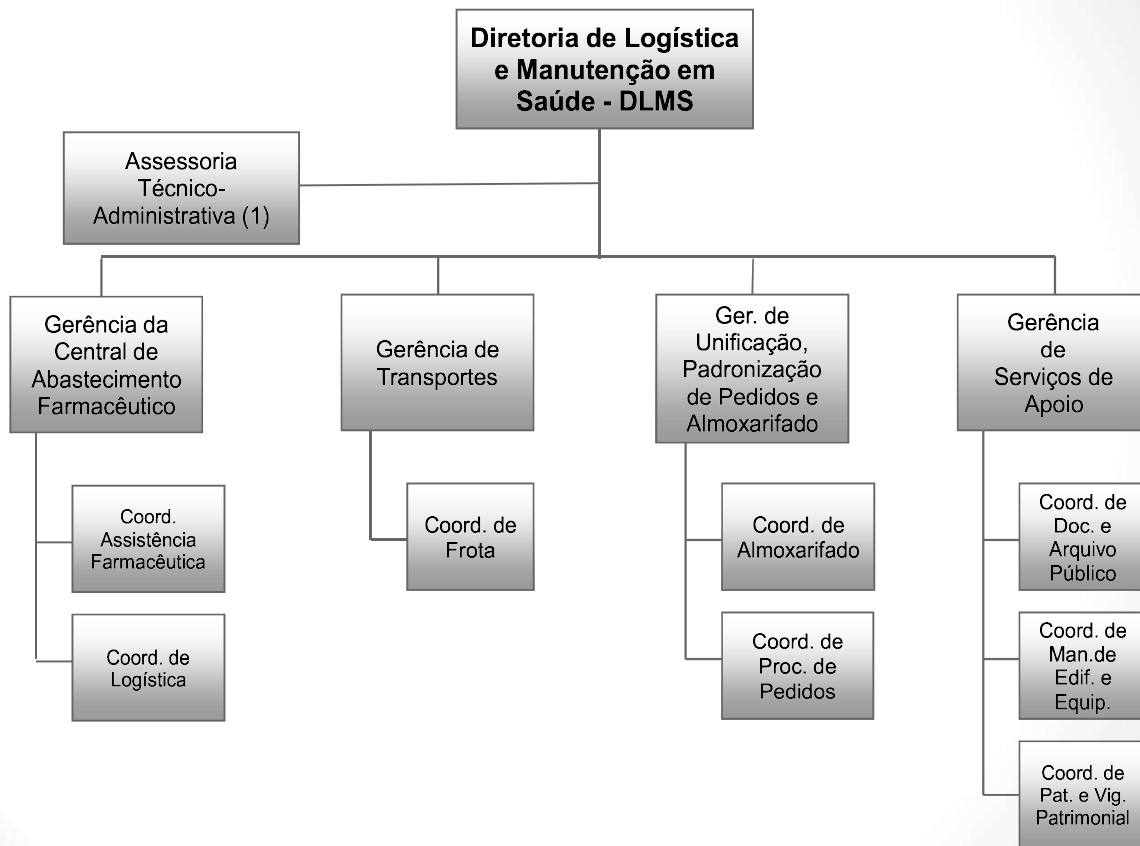 Diretoria de Logística
e Manutenção em
Saúde - DLMS
Assessoria
Técnico-
Administrativa (1)
Gerência da
Central de
Abastecimento
Farmacêutico
Gerência de
Transportes
Ger. de
Unificação,
Padronização
de Pedidos e
Almoxarifado
Gerência
de
Serviços de
Apoio
Coord.
Assistência
Farmacêutica
Coord. de
Logística
Coord. de
Frota
Coord. de
Almoxarifado
Coord. de
Proc. de
Pedidos
Coord. de
Doc. e
Arquivo
Público
Coord. de
Man.de
Edif. e
Equip.
Coord. de
Pat. e Vig.
Patrimonial